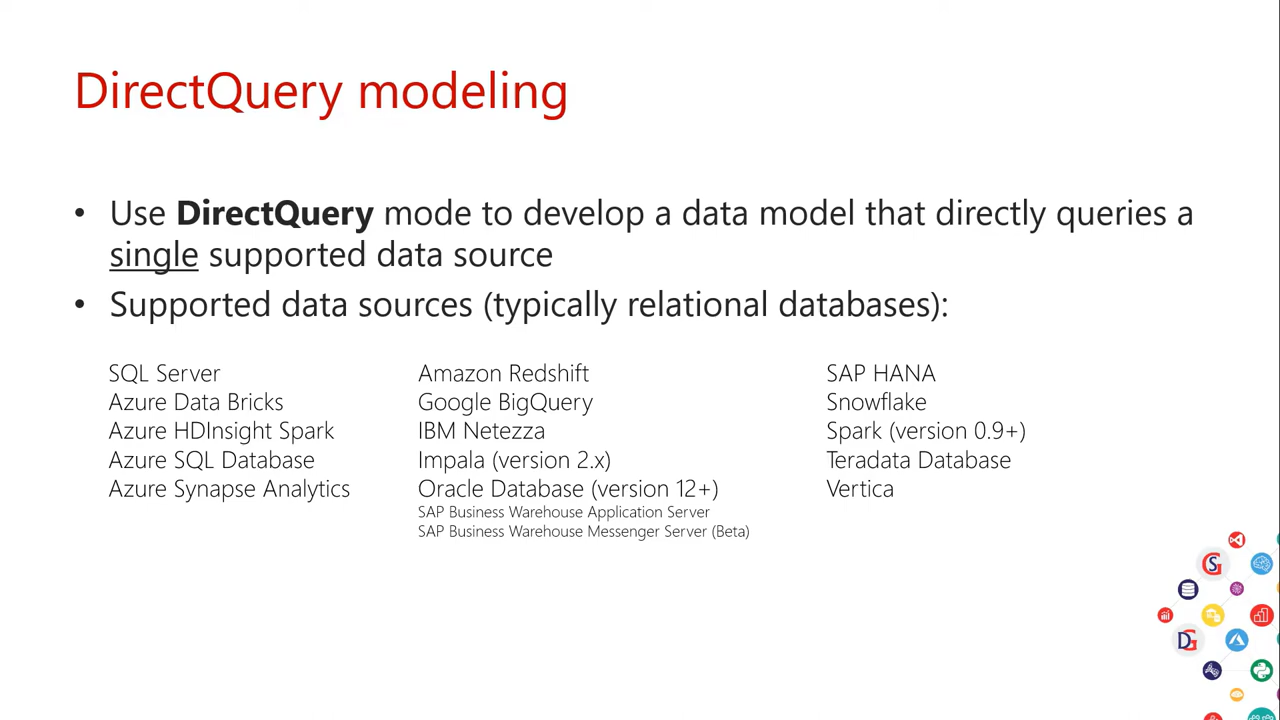 DirectQuery modeling
• Use DirectQuery mode to develop a data model that directly queries a
single supported data source
• Supported data sources (typically relational databases):
SQL Server
Azure Data Bricks
Azure HDInsight Spark
Azure SQL Database
Azure Synapse Analytics
Amazon Redshift
Google BigQuery
IBM Netezza
Impala (version 2.x)
Oracle Database (version 12+)
SAP Business Warehouse Application Server
SAP Business Warehouse Messenger Server (Beta)
SAP HANA
Snowflake
Spark (version 0.9+)
Teradata Database
Vertica
SG
DG